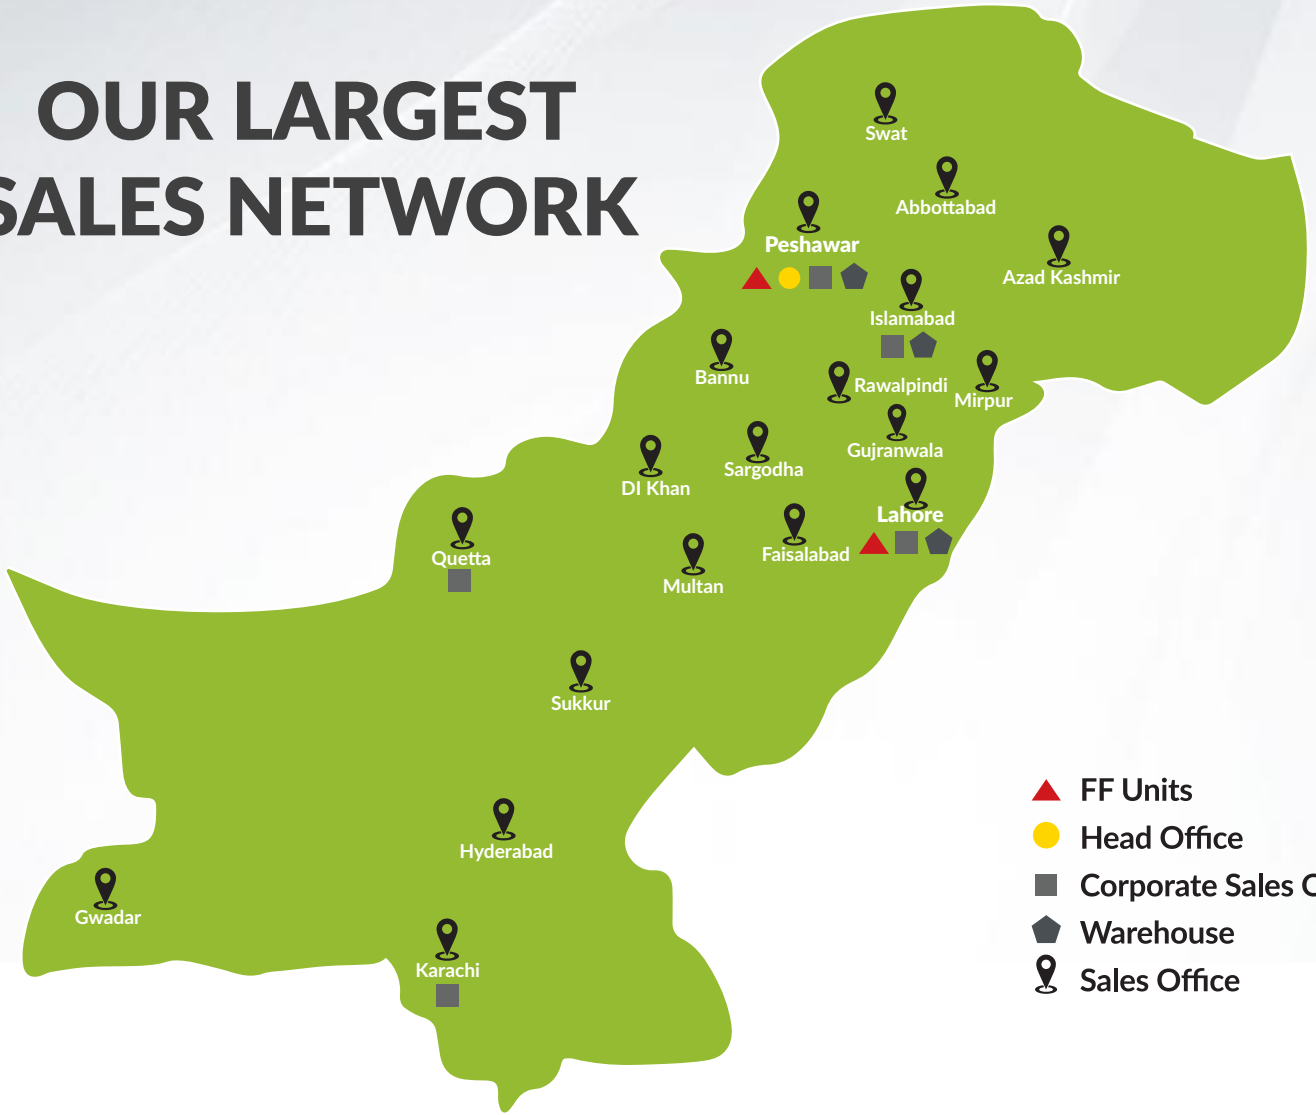 OUR LARGEST
SALES NETWORK
Swat
Abbottabad
Peshawar
Azad Kashmir
Islamabad
Bannu
Rawalpindi
Mirpur
Gujranwala
Sargodha
DI Khan
Lahore
Faisalabad
Quetta
Multan
Sukkur
Hyderabad
Gwadar
Karachi
FF Units
Head Office
Corporate Sales
Warehouse
Sales Office